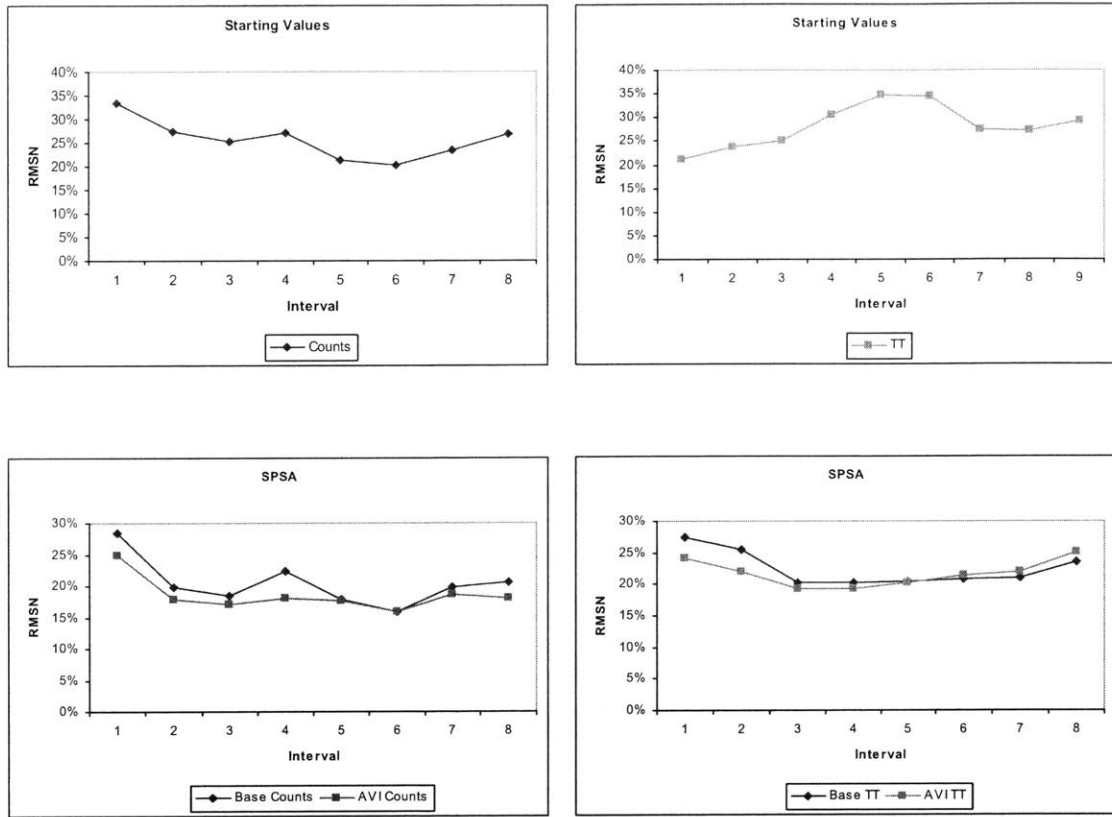 Starting Values
40%
35%
30%
25%
20%
15%
10%
5%
0%
RMSN
1 2 3 4 5 6 7 8
Interval
Counts
Starting Values
40%
35%
30%
25%
20%
15%
10%
5%
0%
RMSN
1 2 3 4 5 6 7 8 9
Interval
TT
SPSA
30%
25%
20%
15%
10%
5%
0%
RMSN
1 2 3 4 5 6 7 8
Interval
Base Counts AVI Counts
SPSA
30%
25%
20%
15%
10%
5%
0%
RMSN
1 2 3 4 5 6 7 8
Interval
Base TT AVI TT